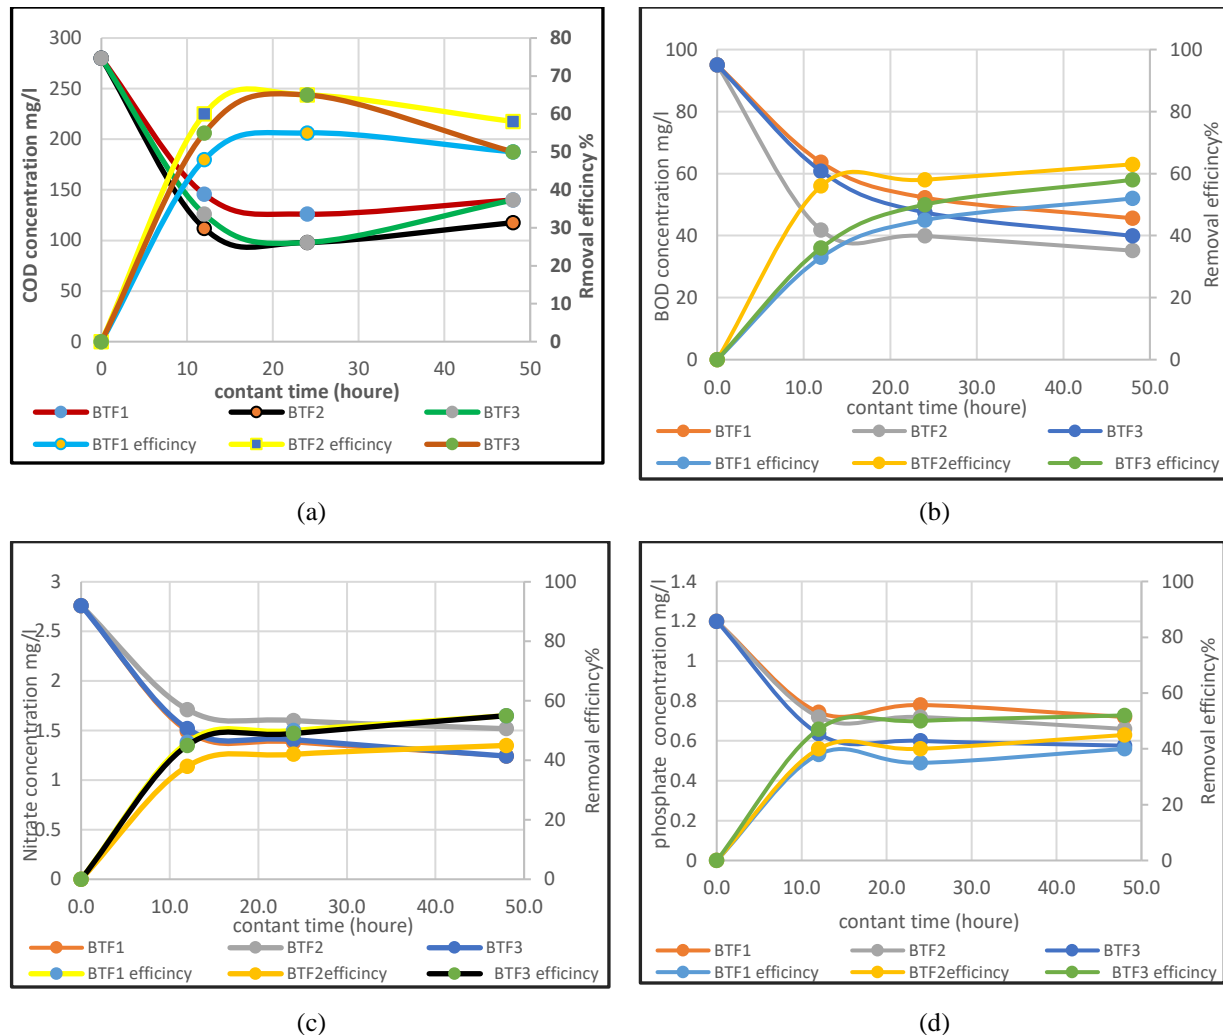 300
250
200
150
100
50
0
80
70
60
50
40
30
20
10
0
0
10
20
30
40
50
COD concentration mg/l
Rmoval efficincy %
contant time (houre)
BTF1
BTF2
BTF3
BTF1 efficincy
BTF2 efficincy
BTF3
(a)
100
80
60
40
20
0
100
80
60
40
20
0
0.0
10.0
20.0
30.0
40.0
50.0
BOD concentration mg/l
Removal efficincy%
contant time (houre)
BTF1
BTF2
BTF3
BTF1 efficincy
BTF2efficincy
BTF3 efficincy
(b)
3
2.5
2
1.5
1
0.5
0
100
80
60
40
20
0
0.0
10.0
20.0
30.0
40.0
50.0
Nitrate concentration mg/l
Removal efficincy%
contant time (houre)
BTF1
BTF2
BTF3
BTF1 efficincy
BTF2efficincy
BTF3 efficincy
(c)
1.4
1.2
1
0.8
0.6
0.4
0.2
0
100
80
60
40
20
0
0.0
10.0
20.0
30.0
40.0
50.0
phosphate concentration mg/l
Removal efficincy%
contant time (houre)
BTF1
BTF2
BTF3
BTF1 efficincy
BTF2efficincy
BTF3 efficincy
(d)